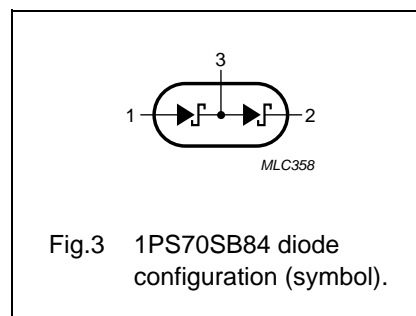 3
1
2
MLC358
Fig.3 1PS70SB84 diode
configuration (symbol).